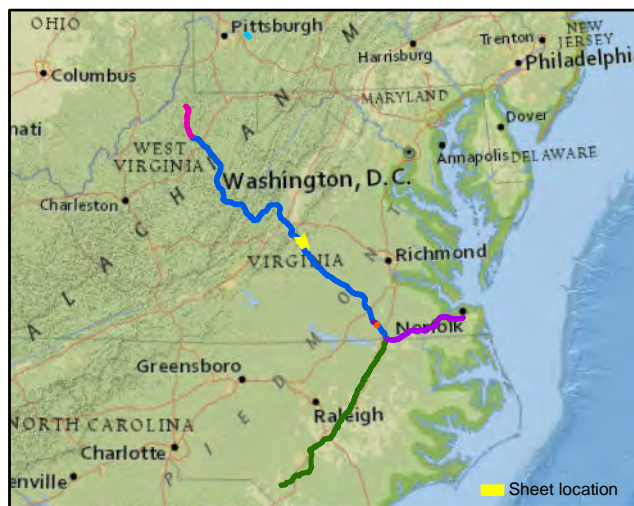 OHIO
Pittsburgh
M
Harrisburg
Trenton
NEW
JERSEY
Philadelphia
Columbus
nati
MARYLAND
Dover
Annapolis
DELAWARE
WEST
VIRGINIA
Washington, D.C.
Charleston
VIRGINIA
Richmond
Norfolk
A L A C H I A N
P I E D M O N T
Greensboro
Raleigh
NORTH CAROLINA
Charlotte
enville
Sheet location